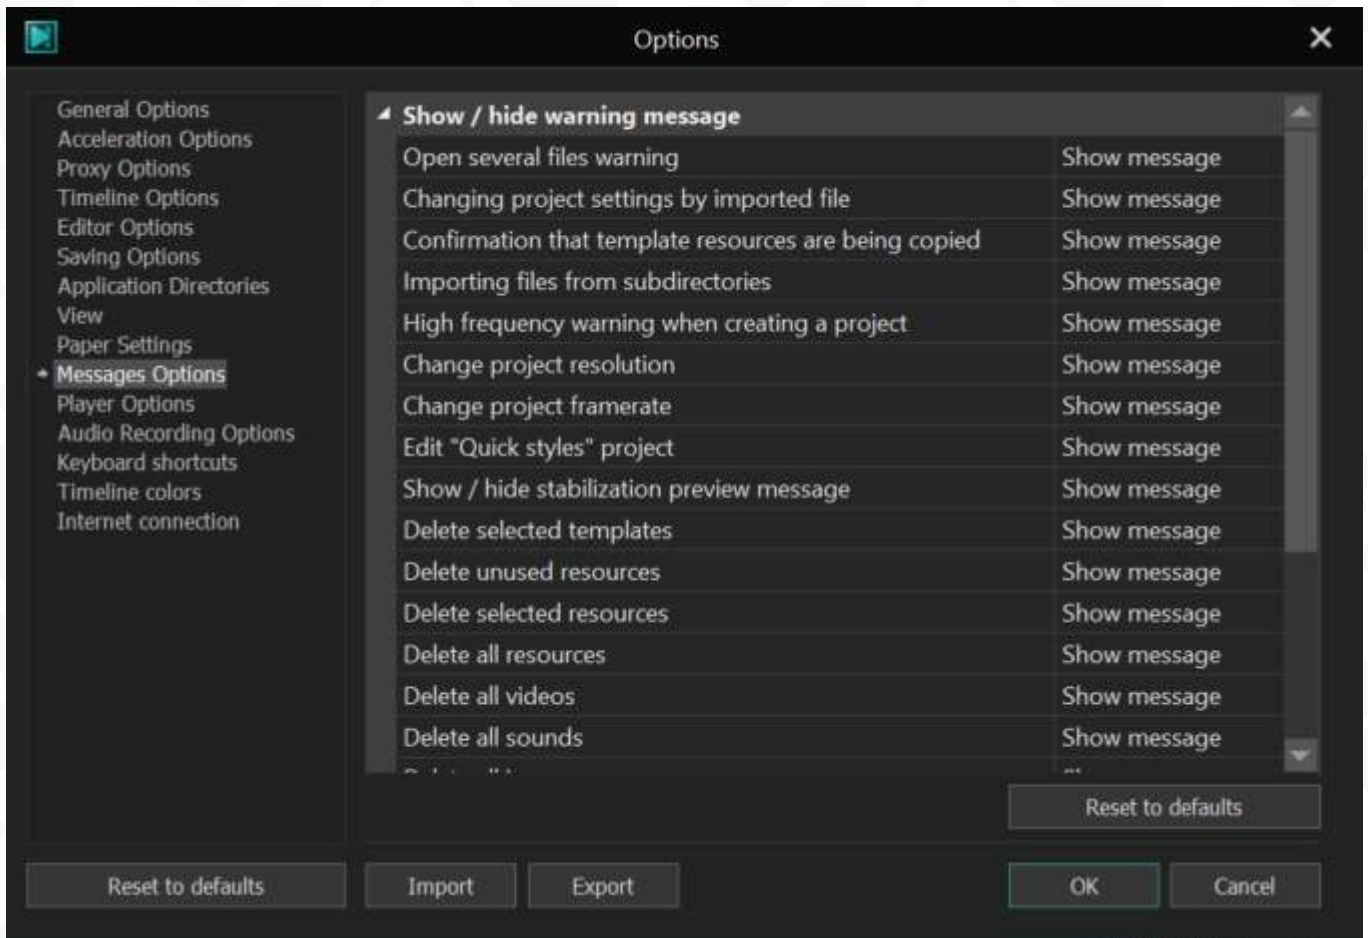 Options
General Options
Acceleration Options
Proxy Options
Timeline Options
Editor Options
Saving Options
Application Directories
View
Paper Settings
Messages Options
Player Options
Audio Recording Options
Keyboard shortcuts
Timeline colors
Internet connection
Show / hide warning message
Open several files warning Show message
Changing project settings by imported file Show message
Confirmation that template resources are being copied Show message
Importing files from subdirectories Show message
High frequency warning when creating a project Show message
Change project resolution Show message
Change project framerate Show message
Edit "Quick styles" project Show message
Show / hide stabilization preview message Show message
Delete selected templates Show message
Delete unused resources Show message
Delete selected resources Show message
Delete all resources Show message
Delete all videos Show message
Delete all sounds Show message
Reset to defaults
Reset to defaults Import Export OK Cancel